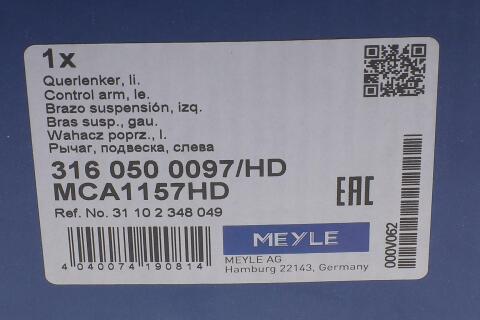 1x
Querlenker, li.
Control arm, le.
Brazo suspensión, izq.
Bras susp., gau.
Wahacz poprz., l.
Рычаг, подвеска, слева
316 050 0097/HD
MCA1157HD
Ref. No. 31 10 2 348 049
4 040074 190814
MEYLE
MEYLE AG
Hamburg 22143, Germany
EAC
000V062